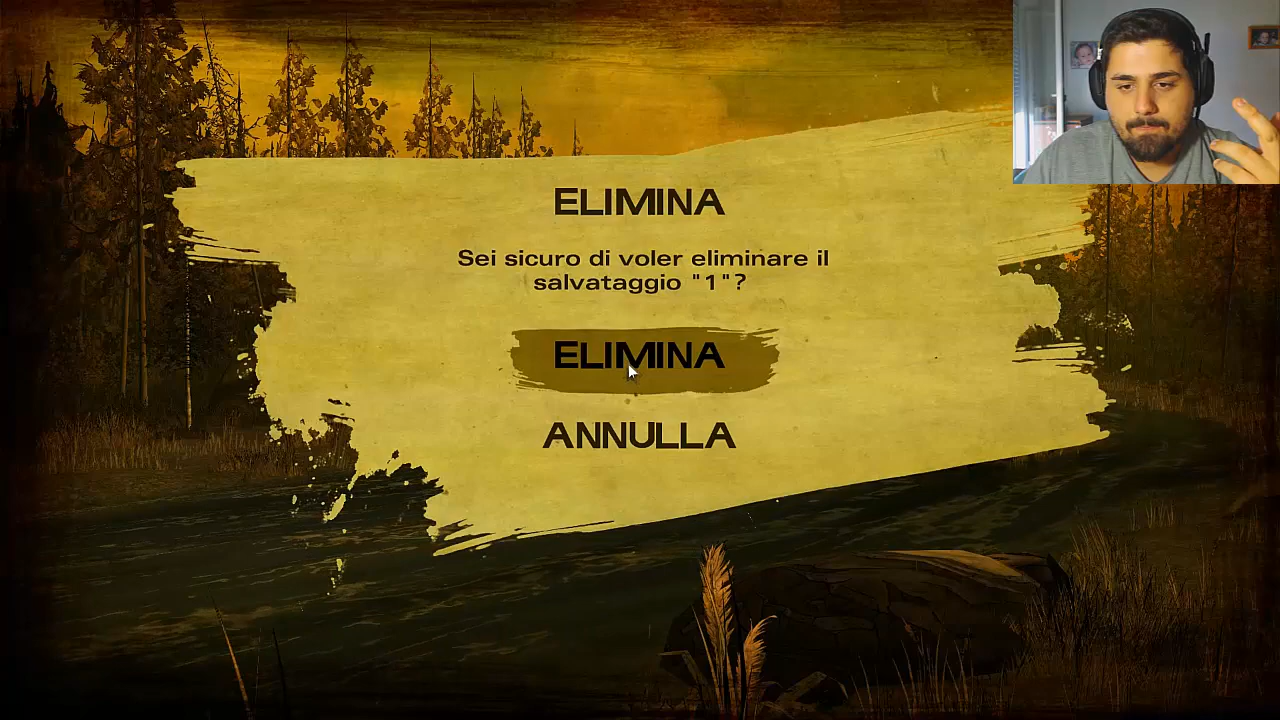 ELIMINA
Sei sicuro di voler eliminare il
salvataggio "1"?
ELIMINA
ANNULLA